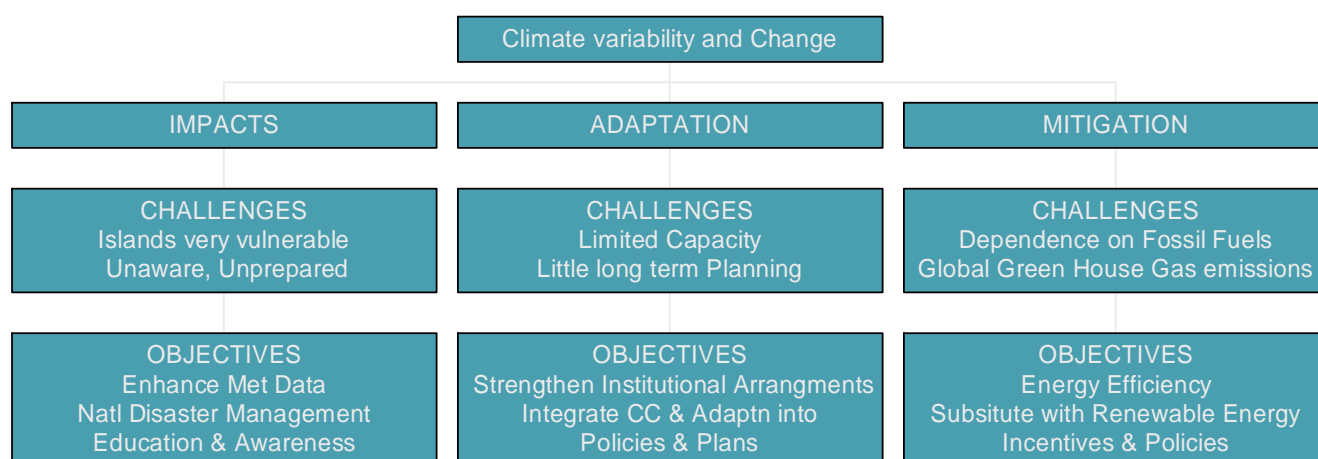 Climate variability and Change
IMPACTS
ADAPTATION
MITIGATION
CHALLENGES
Islands very vulnerable
Unaware, Unprepared
CHALLENGES
Limited Capacity
Little long term Planning
CHALLENGES
Dependence on Fossil Fuels
Global Green House Gas emissions
OBJECTIVES
Enhance Met Data
Natl Disaster Management
Education & Awareness
OBJECTIVES
Strengthen Institutional Arrangments
Integrate CC & Adaptn into
Policies & Plans
OBJECTIVES
Energy Efficiency
Subsitute with Renewable Energy
Incentives & Policies